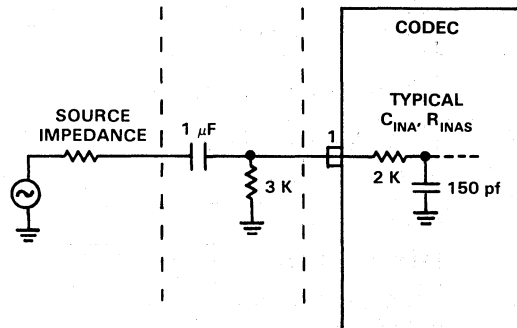 CODEC
TYPICAL
C_INA, R_INAS
SOURCE
IMPEDANCE
1 μF
1
3 K
2 K
150 pf